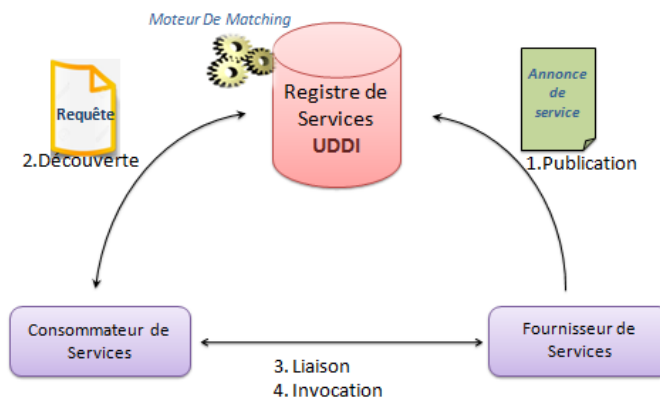 Moteur De Matching
Requête
2.Découverte
Registre de
Services
UDDI
Annonce
de
service
1.Publication
Consommateur de
Services
3. Liaison
4. Invocation
Fournisseur de
Services